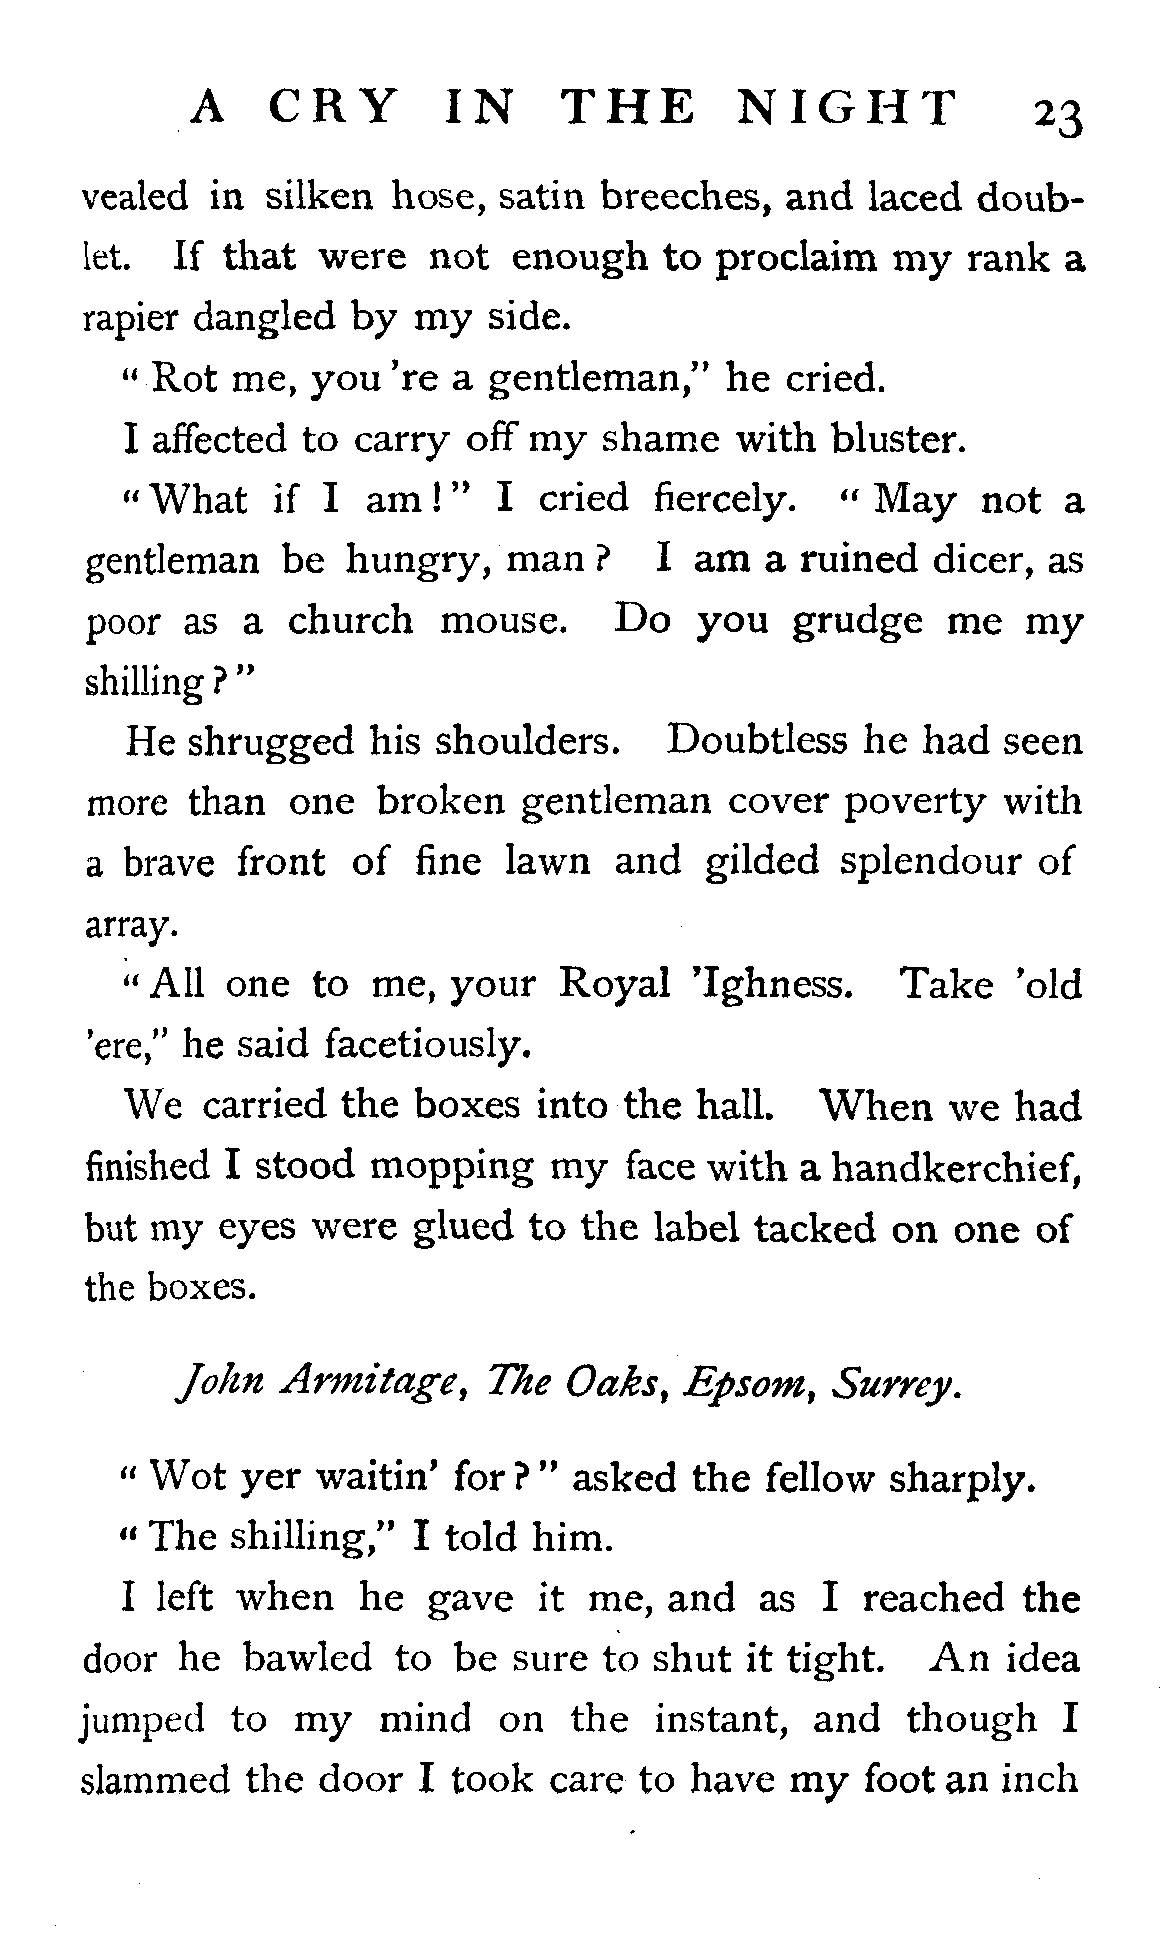 A CRY IN THE NIGHT 23
vealed in silken hose, satin breeches, and laced doub-
let. If that were not enough to proclaim my rank a
rapier dangled by my side.
" Rot me, you 're a gentleman," he cried.
I affected to carry off my shame with bluster.
" What if I am ! " I cried fiercely. " May not a
gentleman be hungry, man ? I am a ruined dicer, as
poor as a church mouse. Do you grudge me my
shilling ? "
He shrugged his shoulders. Doubtless he had seen
more than one broken gentleman cover poverty with
a brave front of fine lawn and gilded splendour of
array.
" All one to me, your Royal 'Ighness. Take 'old
'ere," he said facetiously.
We carried the boxes into the hall. When we had
finished I stood mopping my face with a handkerchief,
but my eyes were glued to the label tacked on one of
the boxes.
John Armitage, The Oaks, Epsom, Surrey.
" Wot yer waitin' for ? " asked the fellow sharply.
" The shilling," I told him.
I left when he gave it me, and as I reached the
door he bawled to be sure to shut it tight. An idea
jumped to my mind on the instant, and though I
slammed the door I took care to have my foot an inch